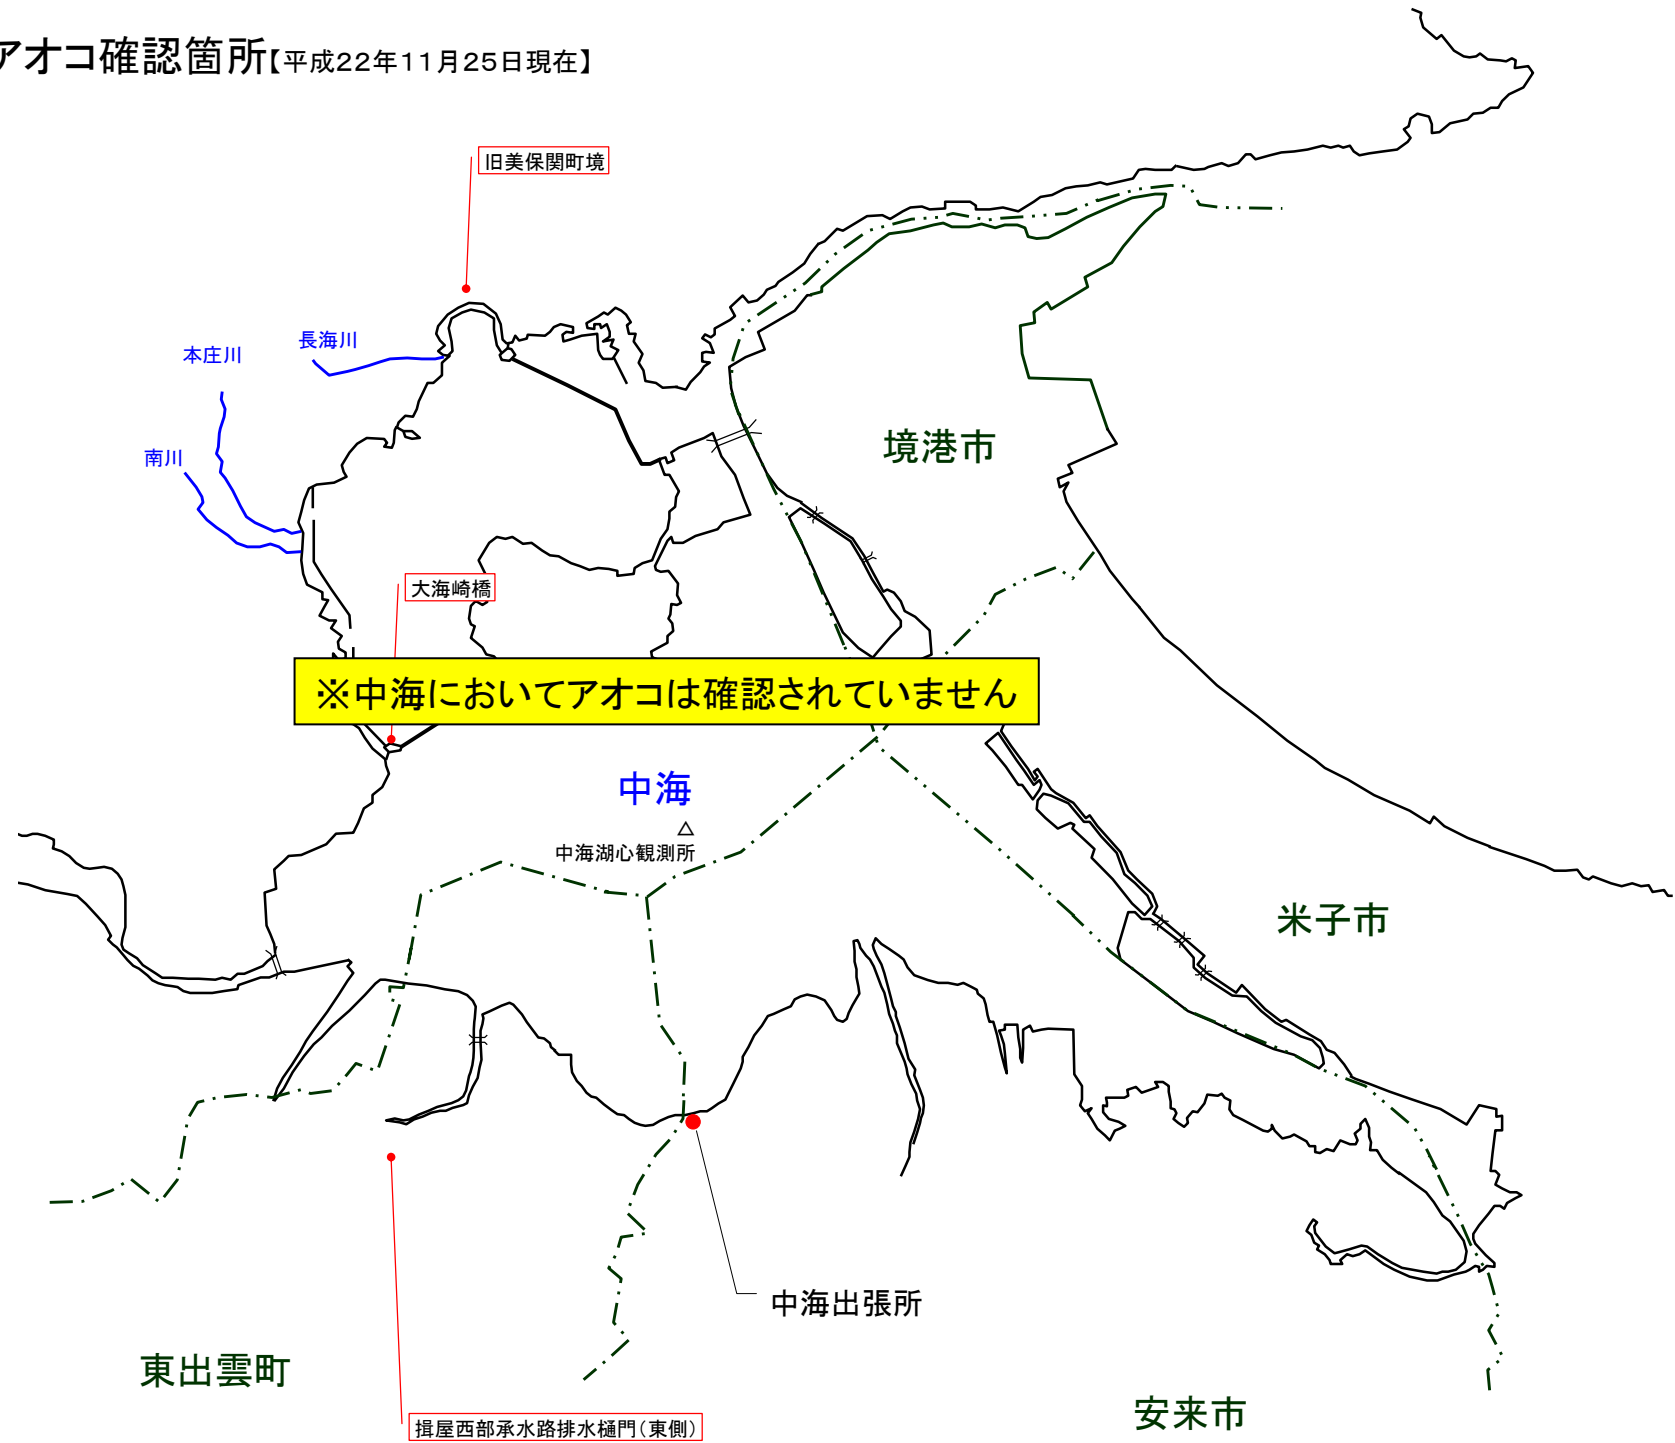 アオコ確認箇所【平成22年11月25日現在】
旧美保関町境
長海川
本庄川
南川
境港市
大海崎橋
※中海においてアオコは確認されていません
中海
中海湖心観測所
米子市
中海出張所
東出雲町
安来市
揖屋西部承水路排水樋門(東側)